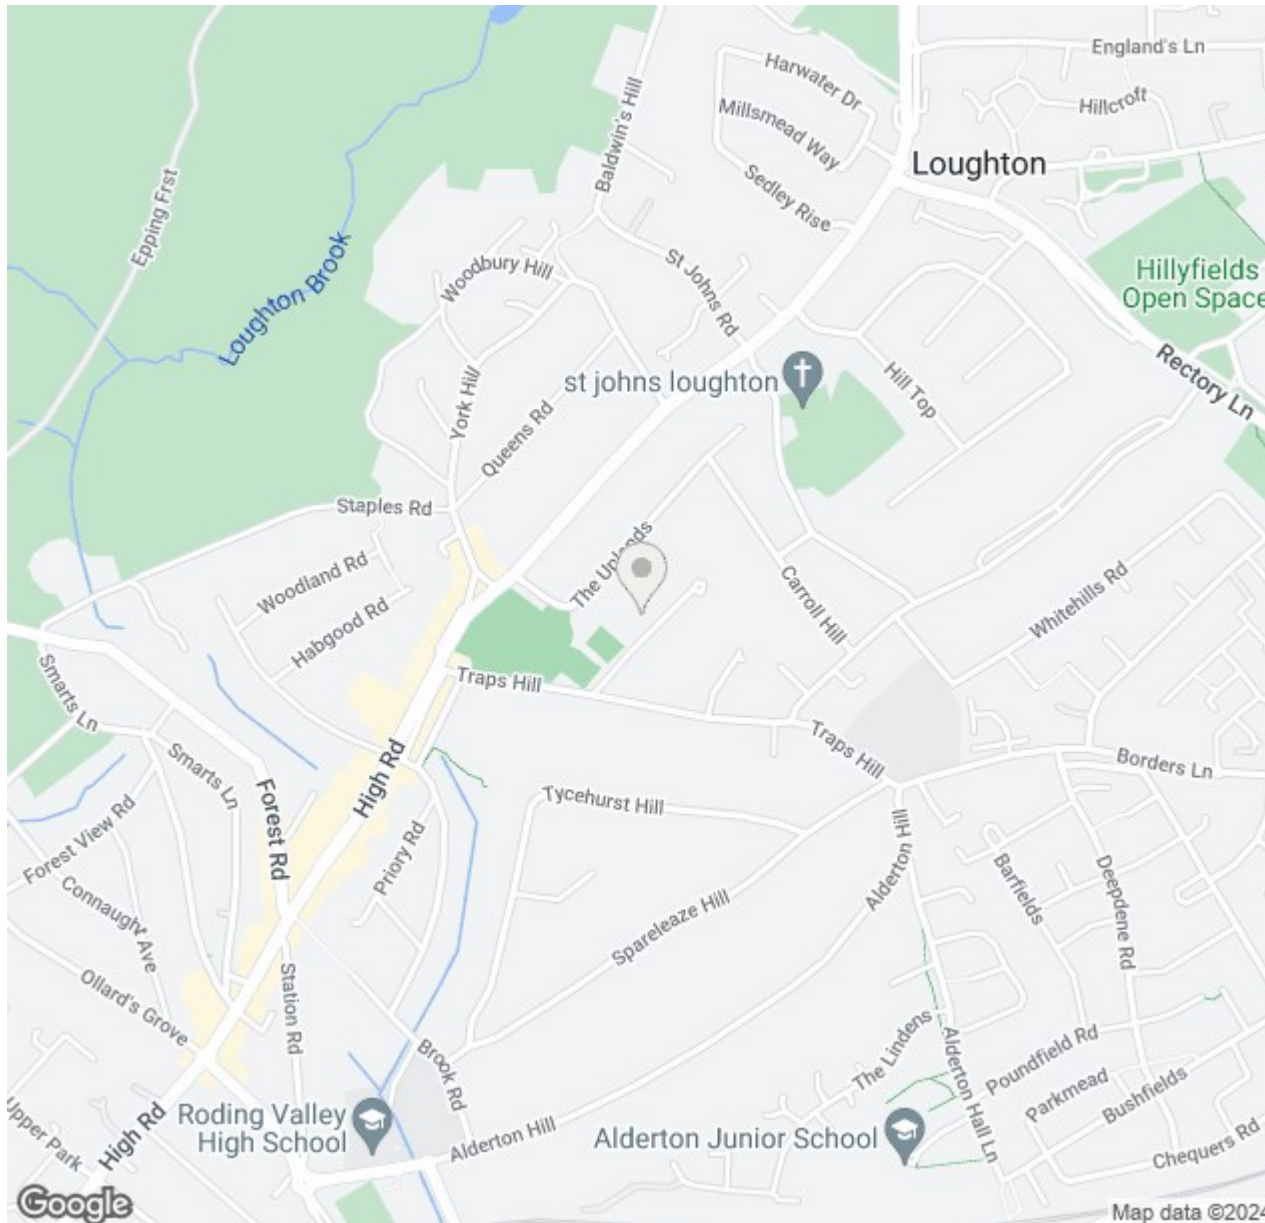 England's Ln
Harwater Dr
Hillcroft
Millsmead Way
Baldwin's Hill
Loughton
Sedley Rise
Epping Frst
Loughton Brook
Woodbury Hill
St Johns Rd
Hillyfields
Open Space
st johns loughton
Hill Top
Rectory Ln
York Hill
Queens Rd
Staples Rd
The Uplands
Woodland Rd
Habgood Rd
Carroll Hill
Whitehills Rd
Smarts Ln
Traps Hill
Traps Hill
Smarts Ln
High Rd
Borders Ln
Tycehurst Hill
Forest View Rd
Forest Rd
Priory Rd
Alderton Hill
Barfields
Deepdene Rd
Connaught Ave
Spareleaze Hill
Ollard's Grove
Station Rd
Brook Rd
The Lindens
Alderton Hall Ln
Poundfield Rd
Parkmead
Bushfields
Upper Park
High Rd
Roding Valley
High School
Alderton Hill
Alderton Junior School
Chequers Rd
Google
Map data ©2024